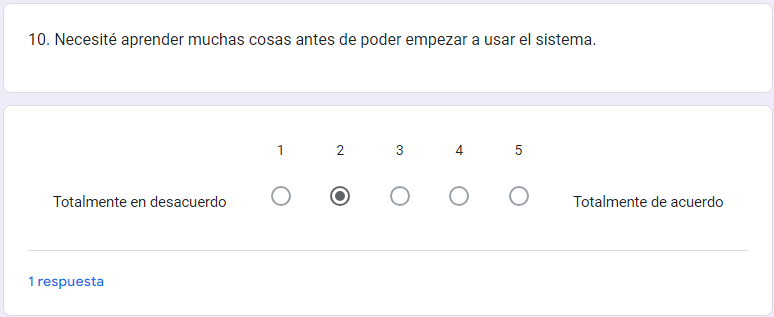 10. Necesité aprender muchas cosas antes de poder empezar a usar el sistema.
1 2 3 4 5
Totalmente en desacuerdo Totalmente de acuerdo
1 respuesta